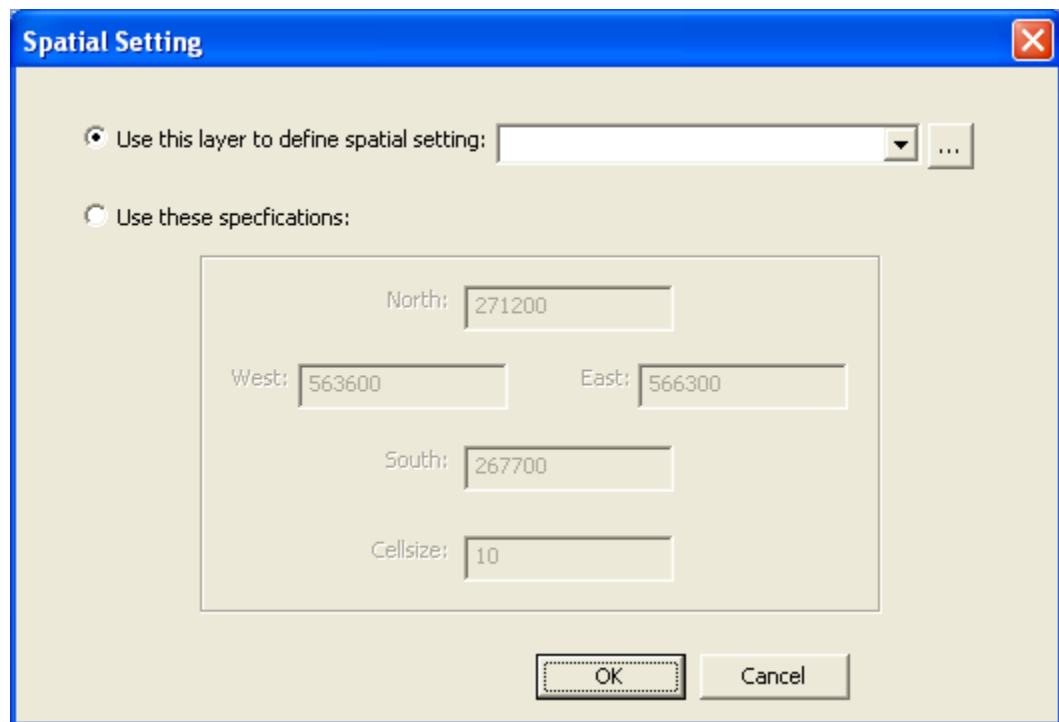 Spatial Setting
Use this layer to define spatial setting:
...
Use these specfications:
North: 271200
West: 563600 East: 566300
South: 267700
Cellsize: 10
OK Cancel